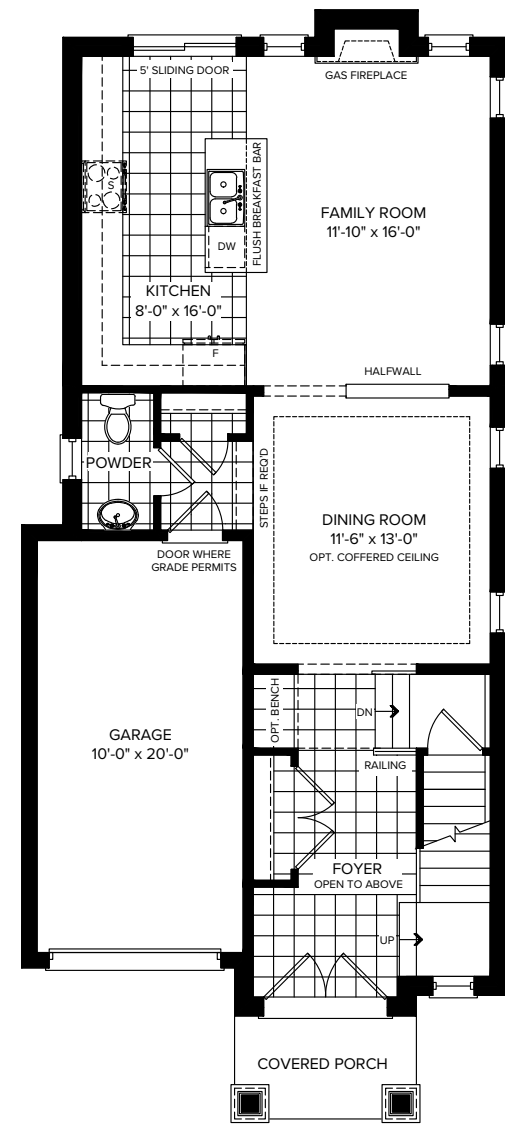 5' SLIDING DOOR
GAS FIREPLACE
S
FLUSH BREAKFAST BAR
DW
FAMILY ROOM
11'-10" x 16'-0"
KITCHEN
8'-0" x 16'-0"
F
HALFWALL
POWDER
STEPS IF REQ'D
DINING ROOM
11'-6" x 13'-0"
OPT. COFFERED CEILING
DOOR WHERE
GRADE PERMITS
OPT. BENCH
DN
GARAGE
10'-0" x 20'-0"
RAILING
FOYER
OPEN TO ABOVE
UP
COVERED PORCH